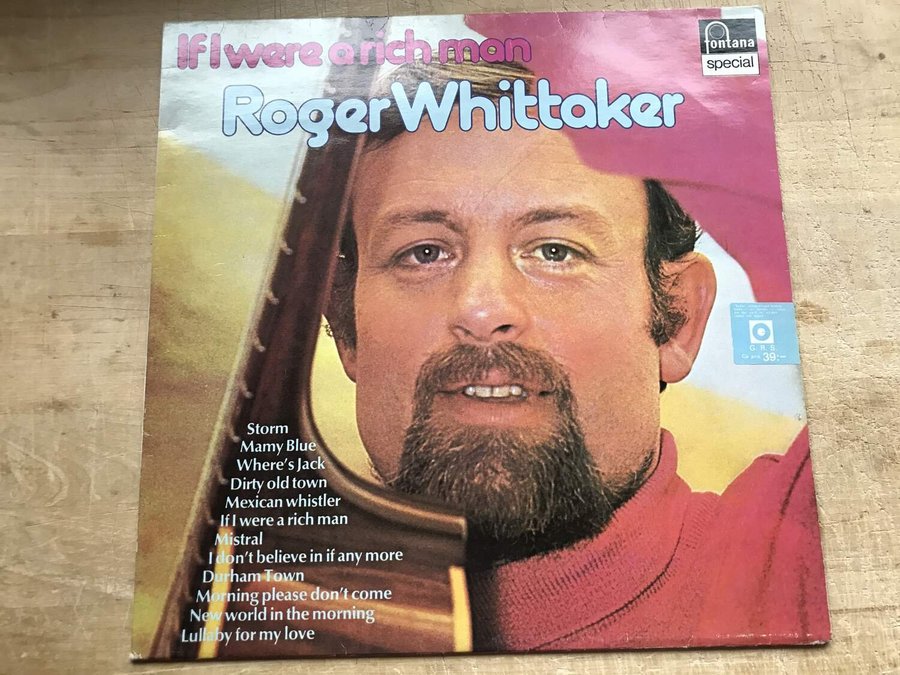 If I were a rich man
fontana
special
Roger Whittaker
G. R. S.
39:-
Storm
Mamy Blue
Where's Jack
Dirty old town
Mexican whistler
If I were a rich man
Mistral
I don't believe in if any more
Durham Town
Morning please don't come
New world in the morning
Lullaby for my love